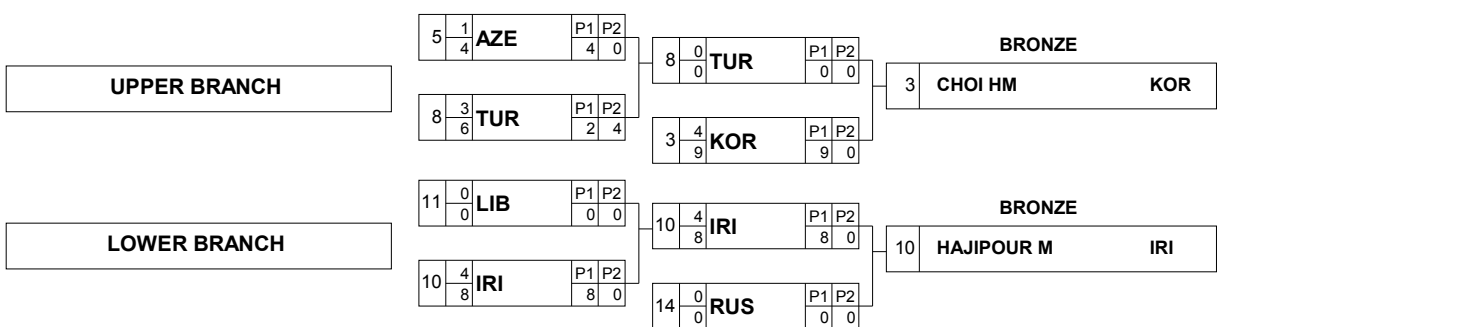 5 1 4 AZE P1 P2 4 0
8 0 0 TUR P1 P2 0 0
BRONZE
UPPER BRANCH
3 CHOI HM KOR
8 3 6 TUR P1 P2 2 4
3 4 9 KOR P1 P2 9 0
11 0 0 LIB P1 P2 0 0
10 4 8 IRI P1 P2 8 0
BRONZE
LOWER BRANCH
10 HAJIPOUR M IRI
10 4 8 IRI P1 P2 8 0
14 0 0 RUS P1 P2 0 0